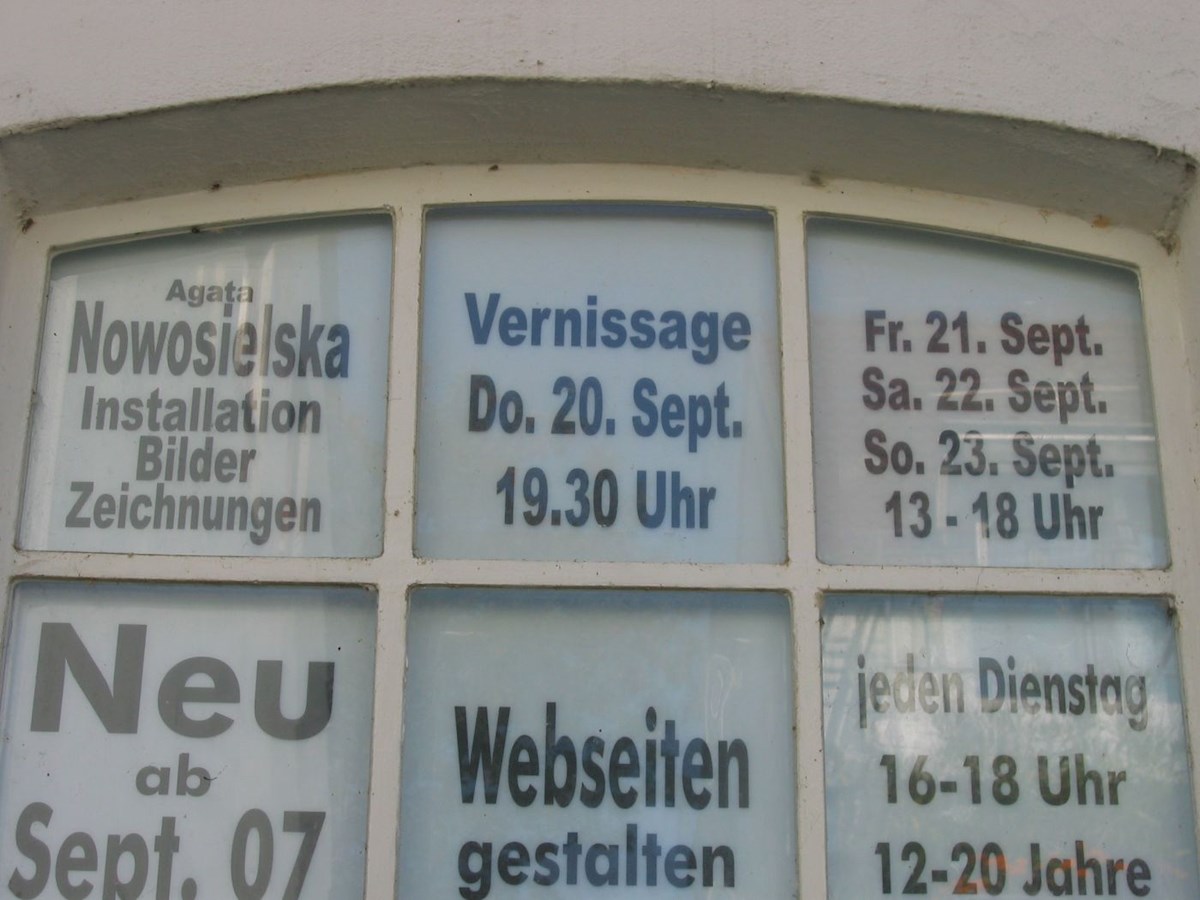 Agata
Nowosielska
Installation
Bilder
Zeichnungen
Vernissage
Do. 20. Sept.
19.30 Uhr
Fr. 21. Sept.
Sa. 22. Sept.
So. 23. Sept.
13 - 18 Uhr
Neu
ab
Sept. 07
Webseiten
gestalten
jeden Dienstag
16-18 Uhr
12-20 Jahre